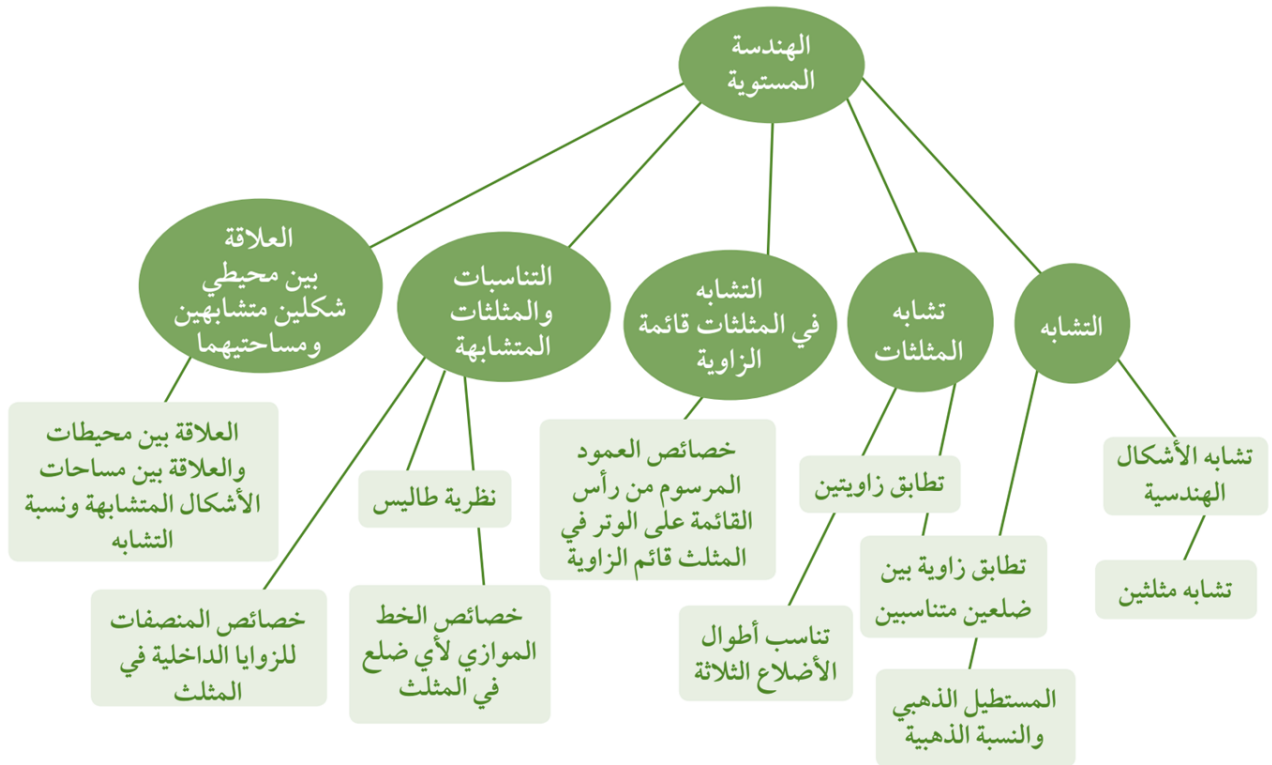 الهندسة
المستوية
التشابه
تشابه
المثلثات
التشابه
في المثلثات قائمة
الزاوية
التناسبات
والمثلثات
المتشابهة
العلاقة
بين محيطي
شكلين متشابهين
ومساحتيهما
تشابه الأشكال
الهندسية
تشابه مثلثين
تطابق زاويتين
تطابق زاوية بين
ضلعين متناسبين
تناسب أطوال
الأضلاع الثلاثة
المستطيل الذهبي
والنسبة الذهبية
خصائص العمود
المرسوم من رأس
القائمة على الوتر في
المثلث قائم الزاوية
نظرية طاليس
خصائص الخط
الموازي لأي ضلع
في المثلث
خصائص المنصفات
للزوايا الداخلية في
المثلث
العلاقة بين محيطات
والعلاقة بين مساحات
الأشكال المتشابهة ونسبة
التشابه